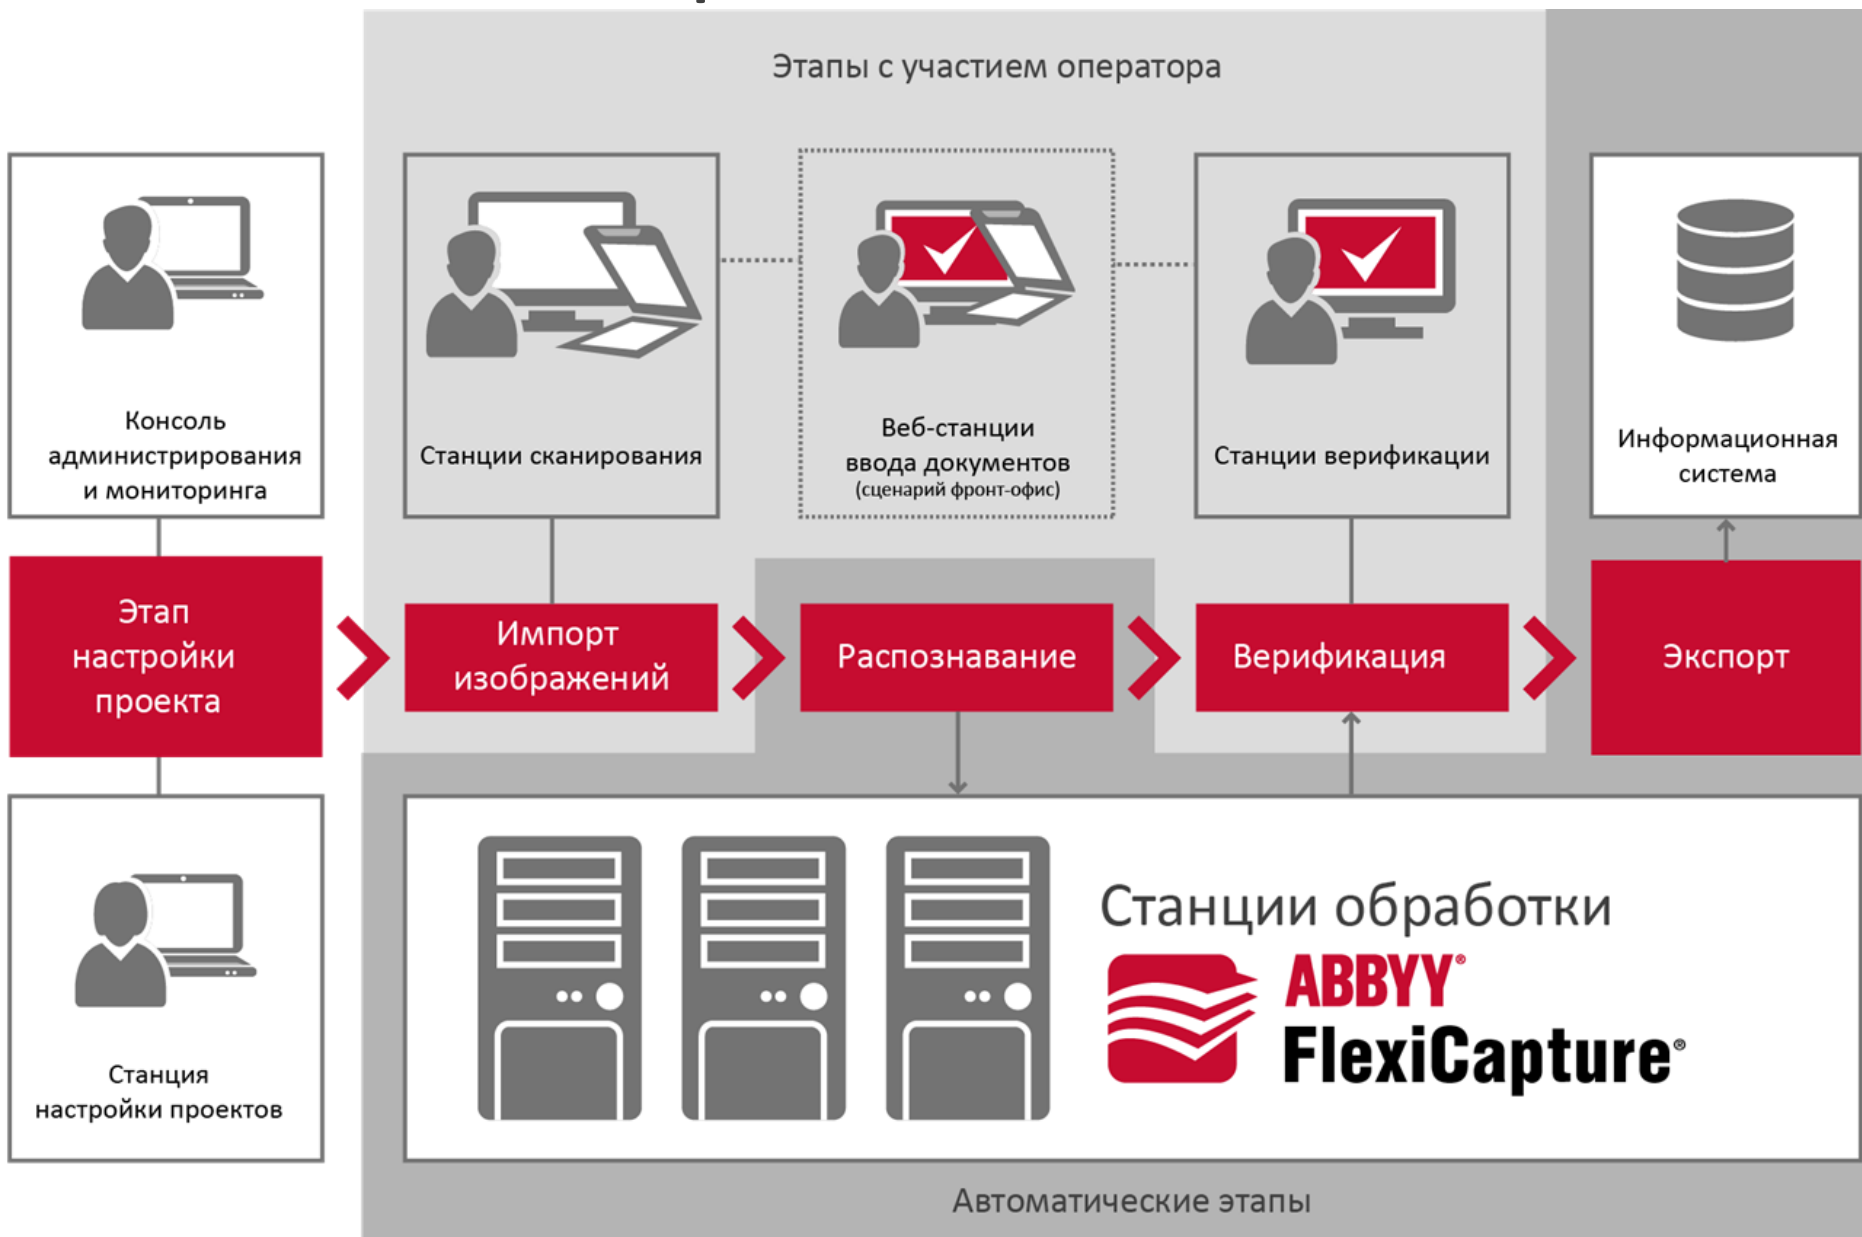 Этапы с участием оператора
Консоль
администрирования
и мониторинга
Станции сканирования
Веб-станции
ввода документов
(сценарий фронт-офис)
Станции верификации
Информационная
система
Этап
настройки
проекта
Импорт
изображений
Распознавание
Верификация
Экспорт
Станция
настройки проектов
Станции обработки
ABBYY®
FlexiCapture®
Автоматические этапы